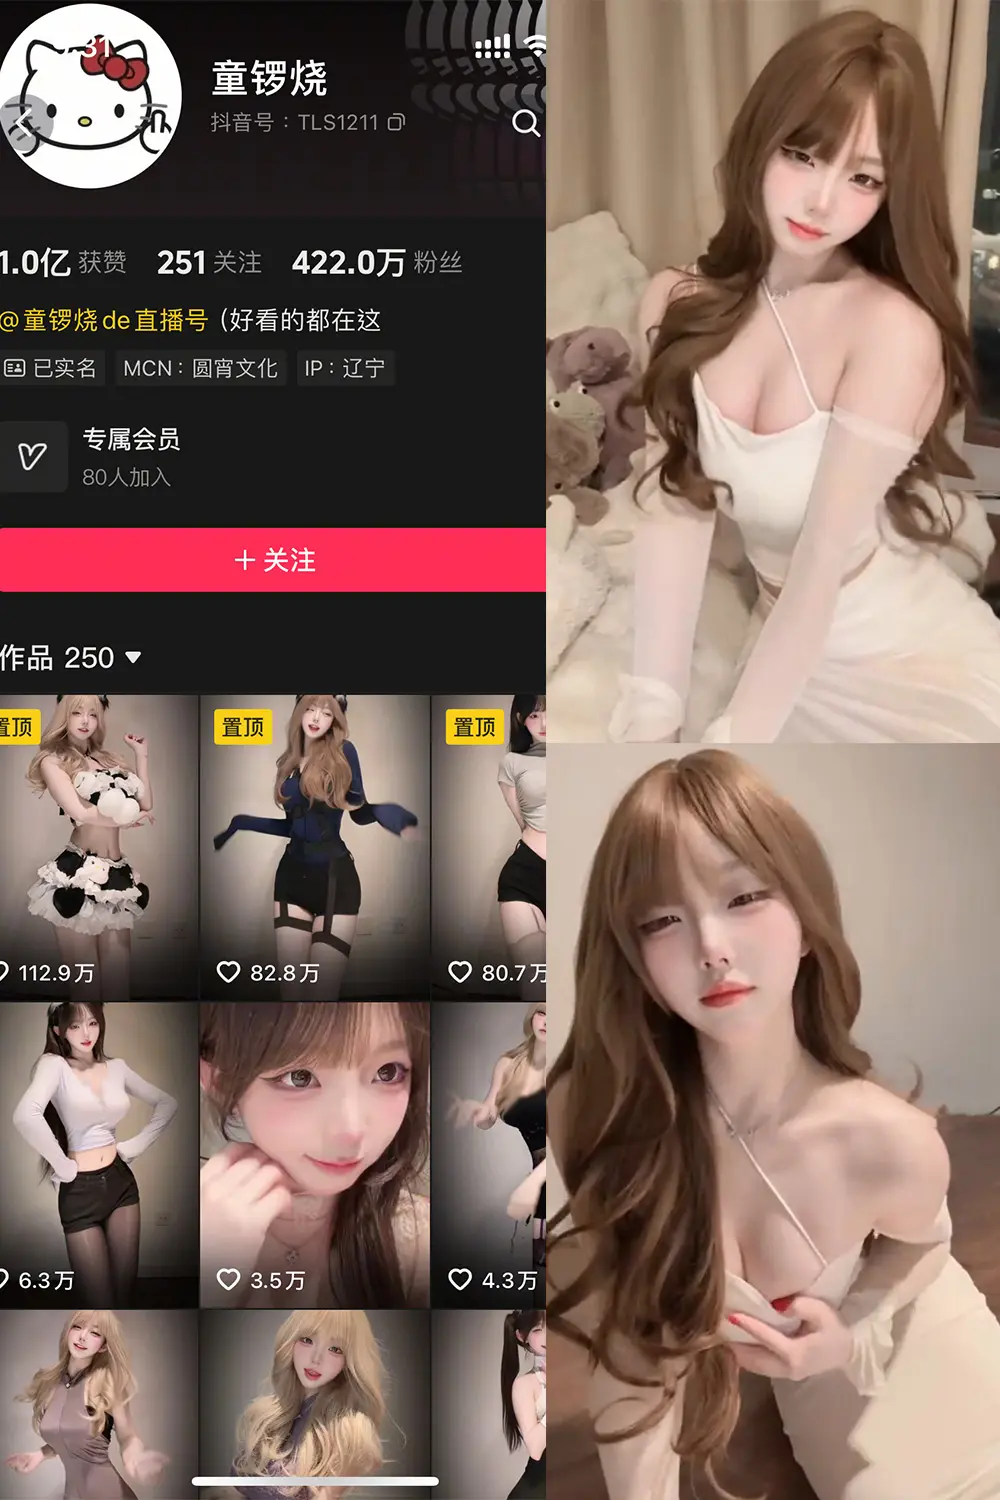 1:31
童锣烧
抖音号：TLS1211
1.0亿 获赞 251 关注 422.0万 粉丝
@童锣烧de直播号（好看的都在这
已实名 MCN：圆宵文化 IP：辽宁
专属会员
80人加入
+ 关注
作品 250
置顶 置顶 置顶
112.9万 82.8万 80.7万
6.3万 3.5万 4.3万